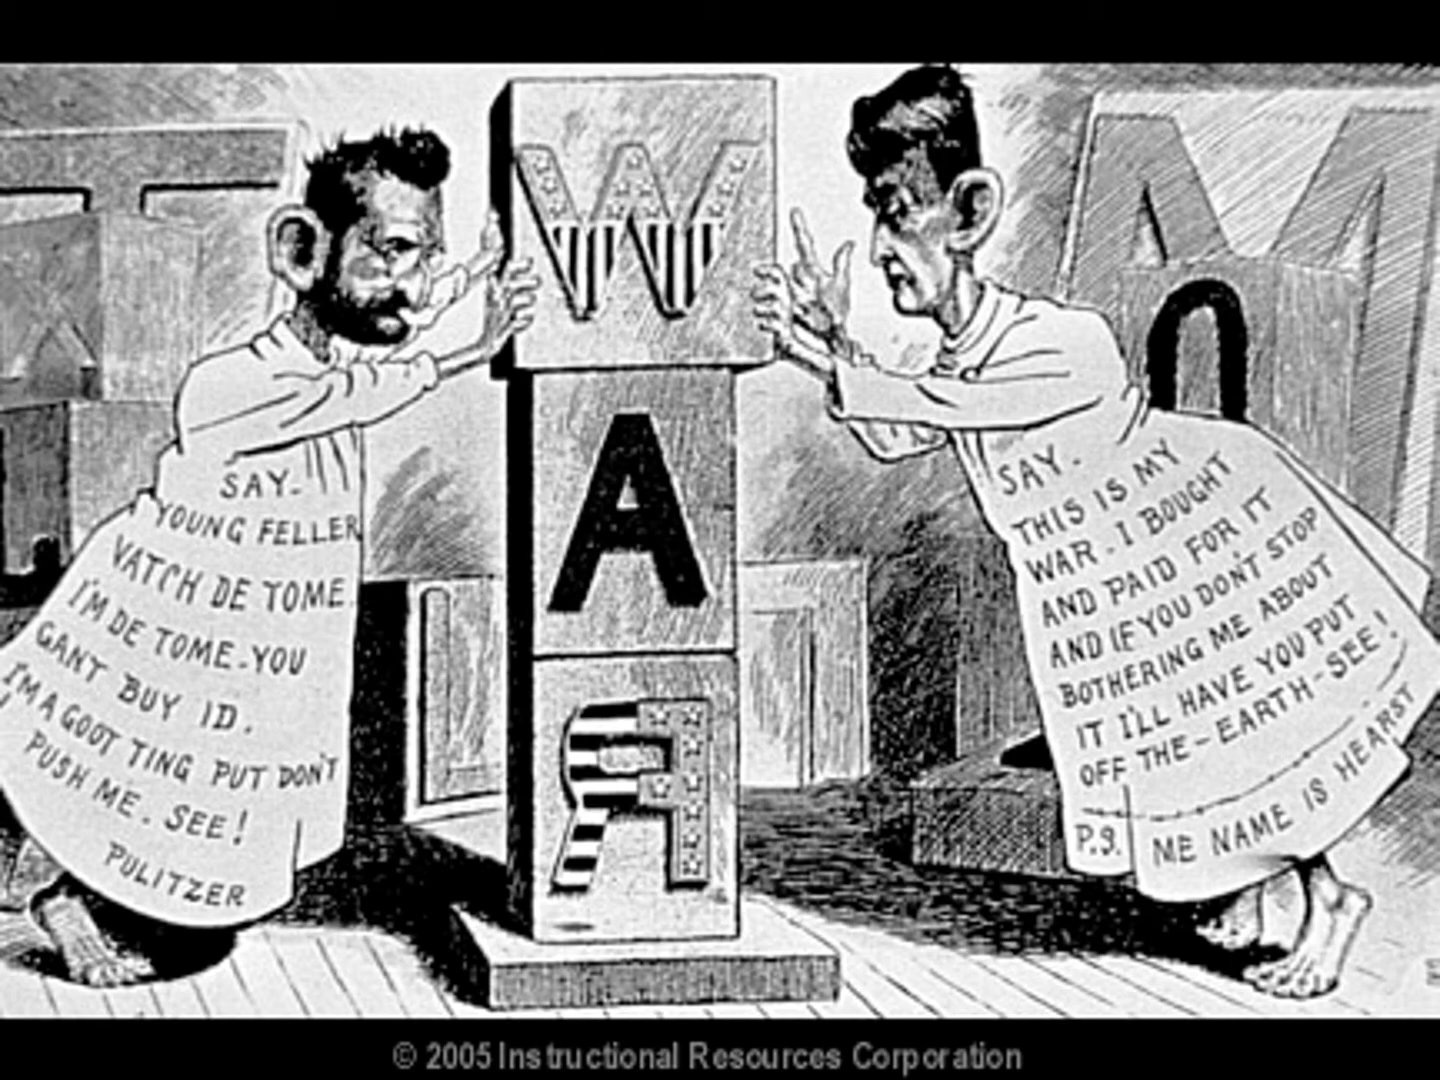 T
M
W
A
R
SAY-
YOUNG FELLER
VATCH DE TOME.
I'M DE TOME-YOU
GANT BUY ID.
I'M A GOOT TING PUT DON'T
PUSH ME. SEE!
PULITZER
SAY-
THIS IS MY
WAR-I BOUGHT
AND PAID FOR IT
AND IF YOU DON'T STOP
BOTHERING ME ABOUT
IT I'LL HAVE YOU PUT
OFF THE-EARTH-SEE!
P.S. ME NAME IS HEARST
© 2005 Instructional Resources Corporation